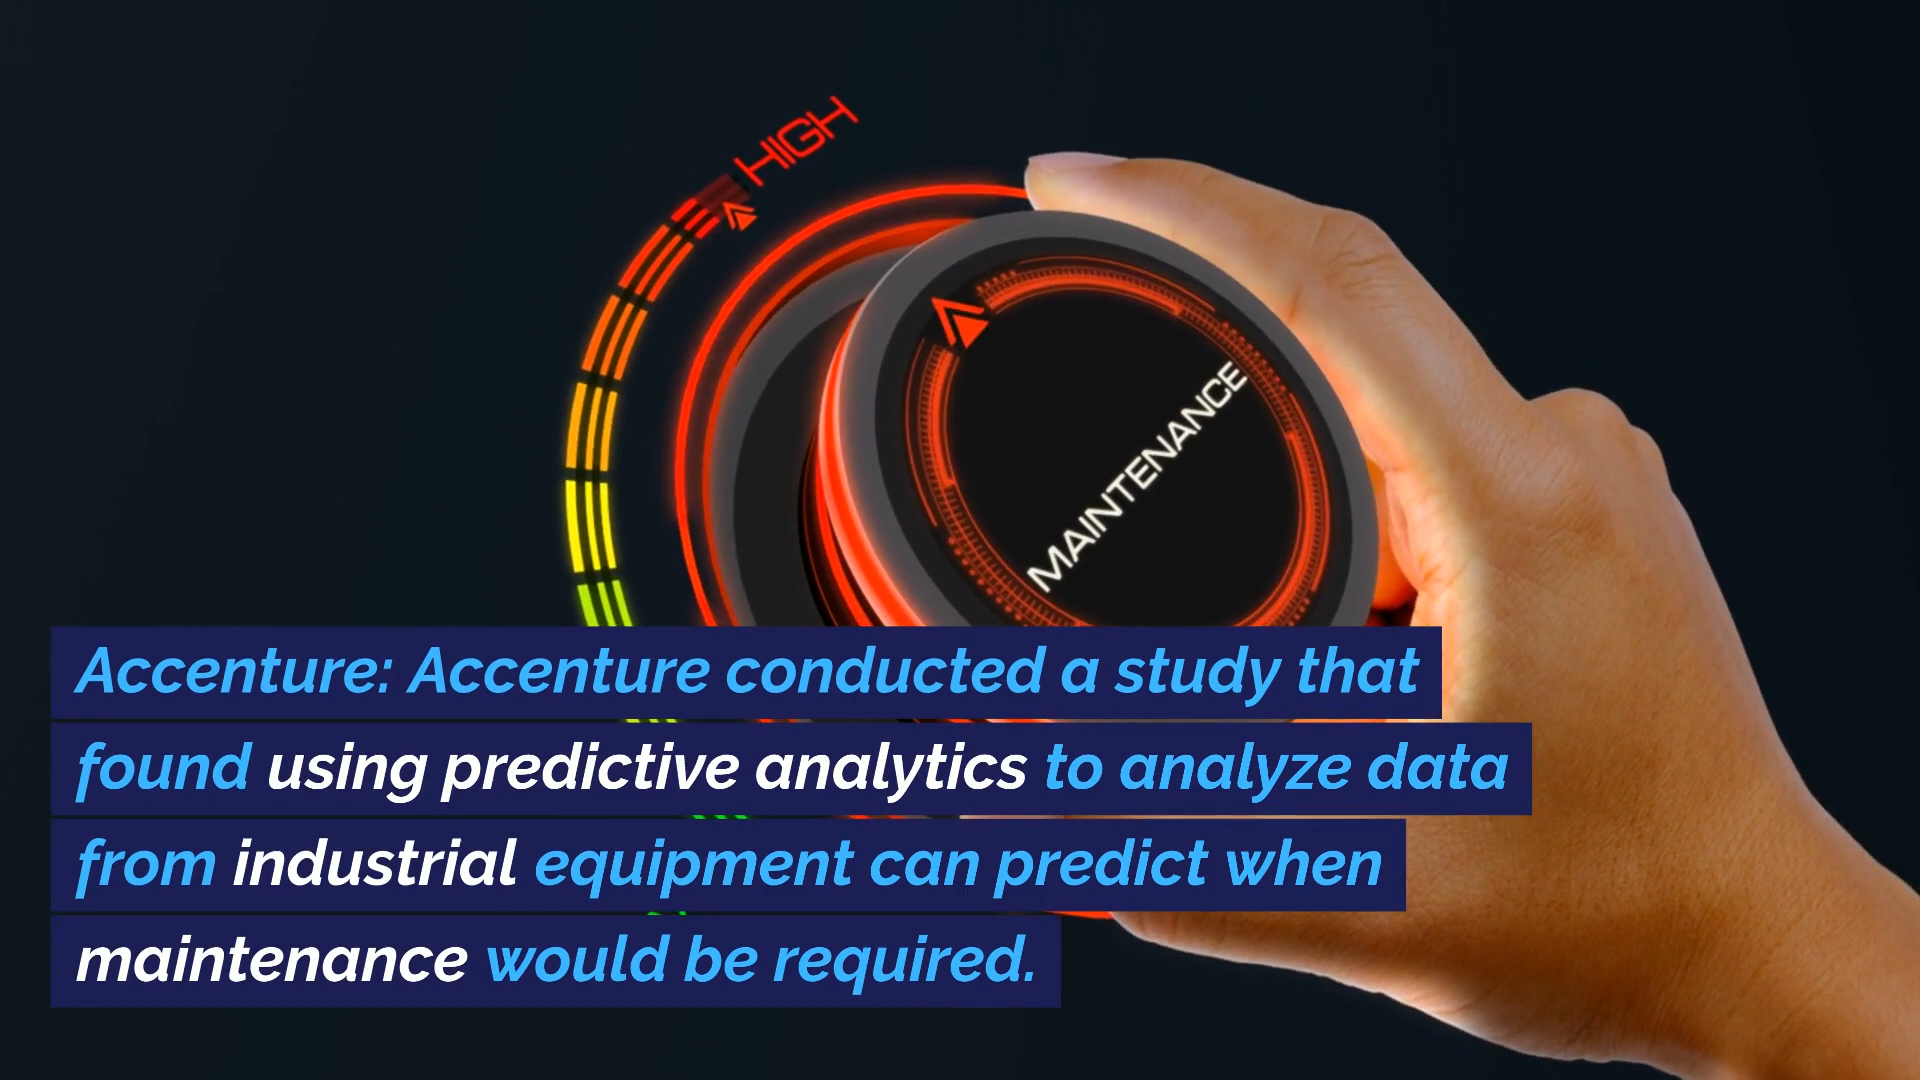 HIGH
MAINTENANCE
Accenture: Accenture conducted a study that
found using predictive analytics to analyze data
from industrial equipment can predict when
maintenance would be required.